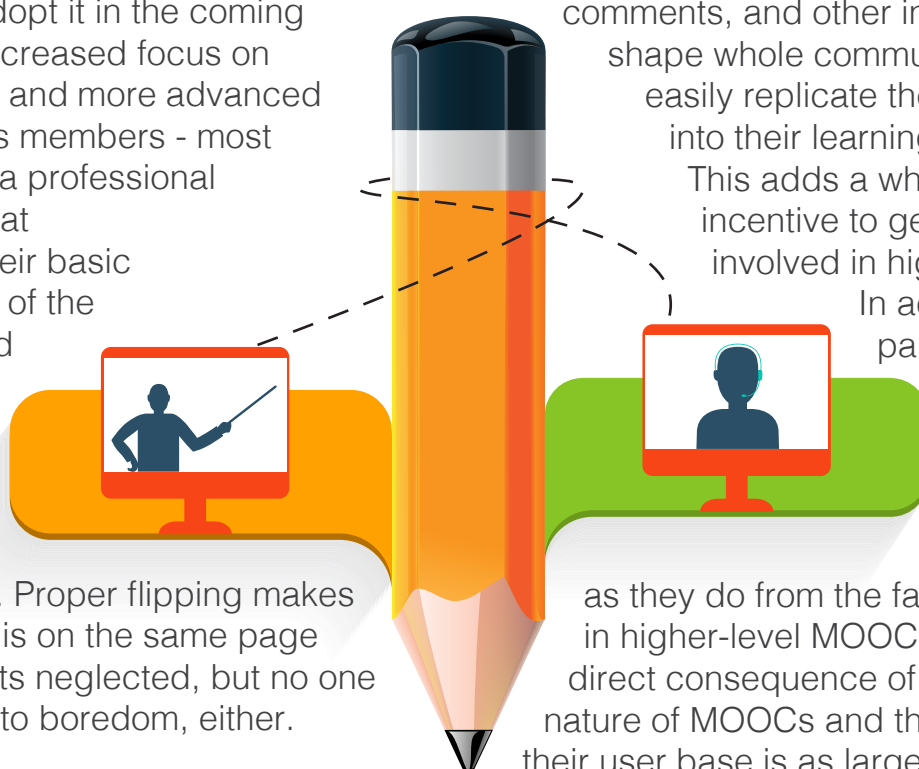 dopt it in the coming
creased focus on
and more advanced
s members - most
a professional
at
eir basic
of the
d
. Proper flipping makes
is on the same page
ts neglected, but no one
to boredom, either.
comments, and other in
shape whole commu
easily replicate the
into their learning
This adds a wh
incentive to ge
involved in hig
In ad
pa
as they do from the fa
in higher-level MOOC
direct consequence of
nature of MOOCs and th
their user base is as large